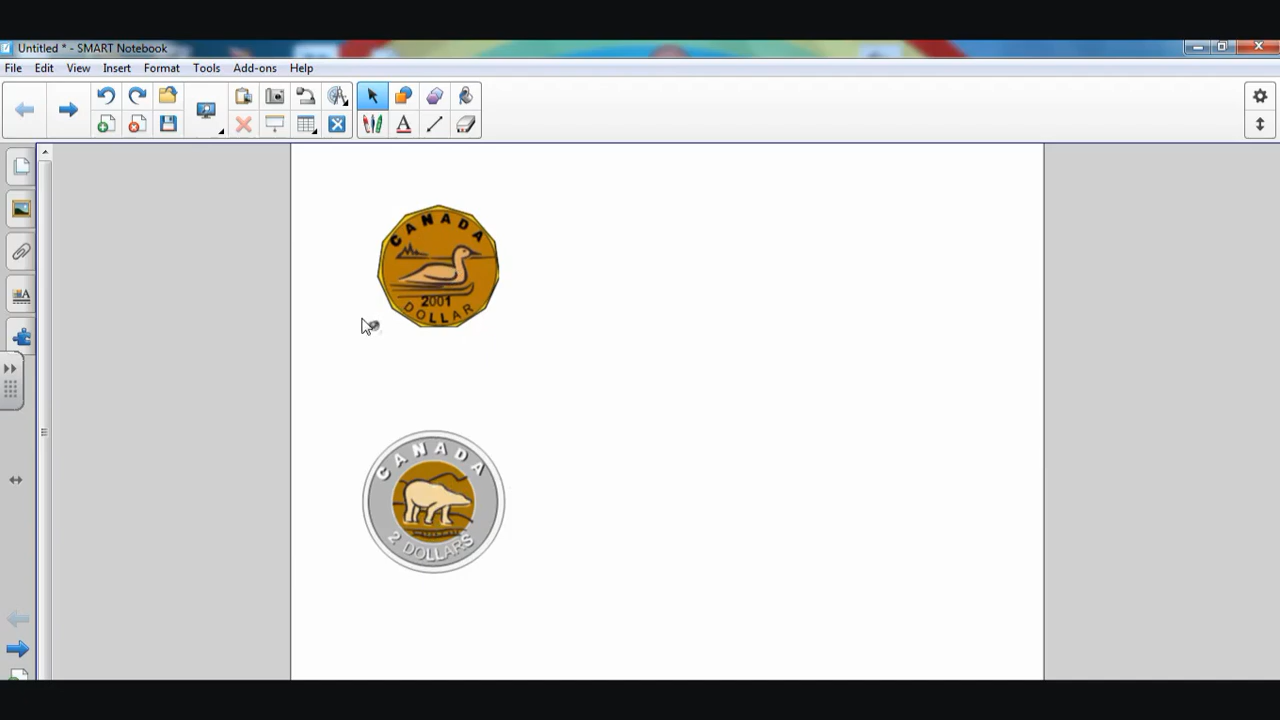 Untitled * - SMART Notebook
File Edit View Insert Format Tools Add-ons Help
CANADA
2001
DOLLAR
CANADA
2 DOLLARS